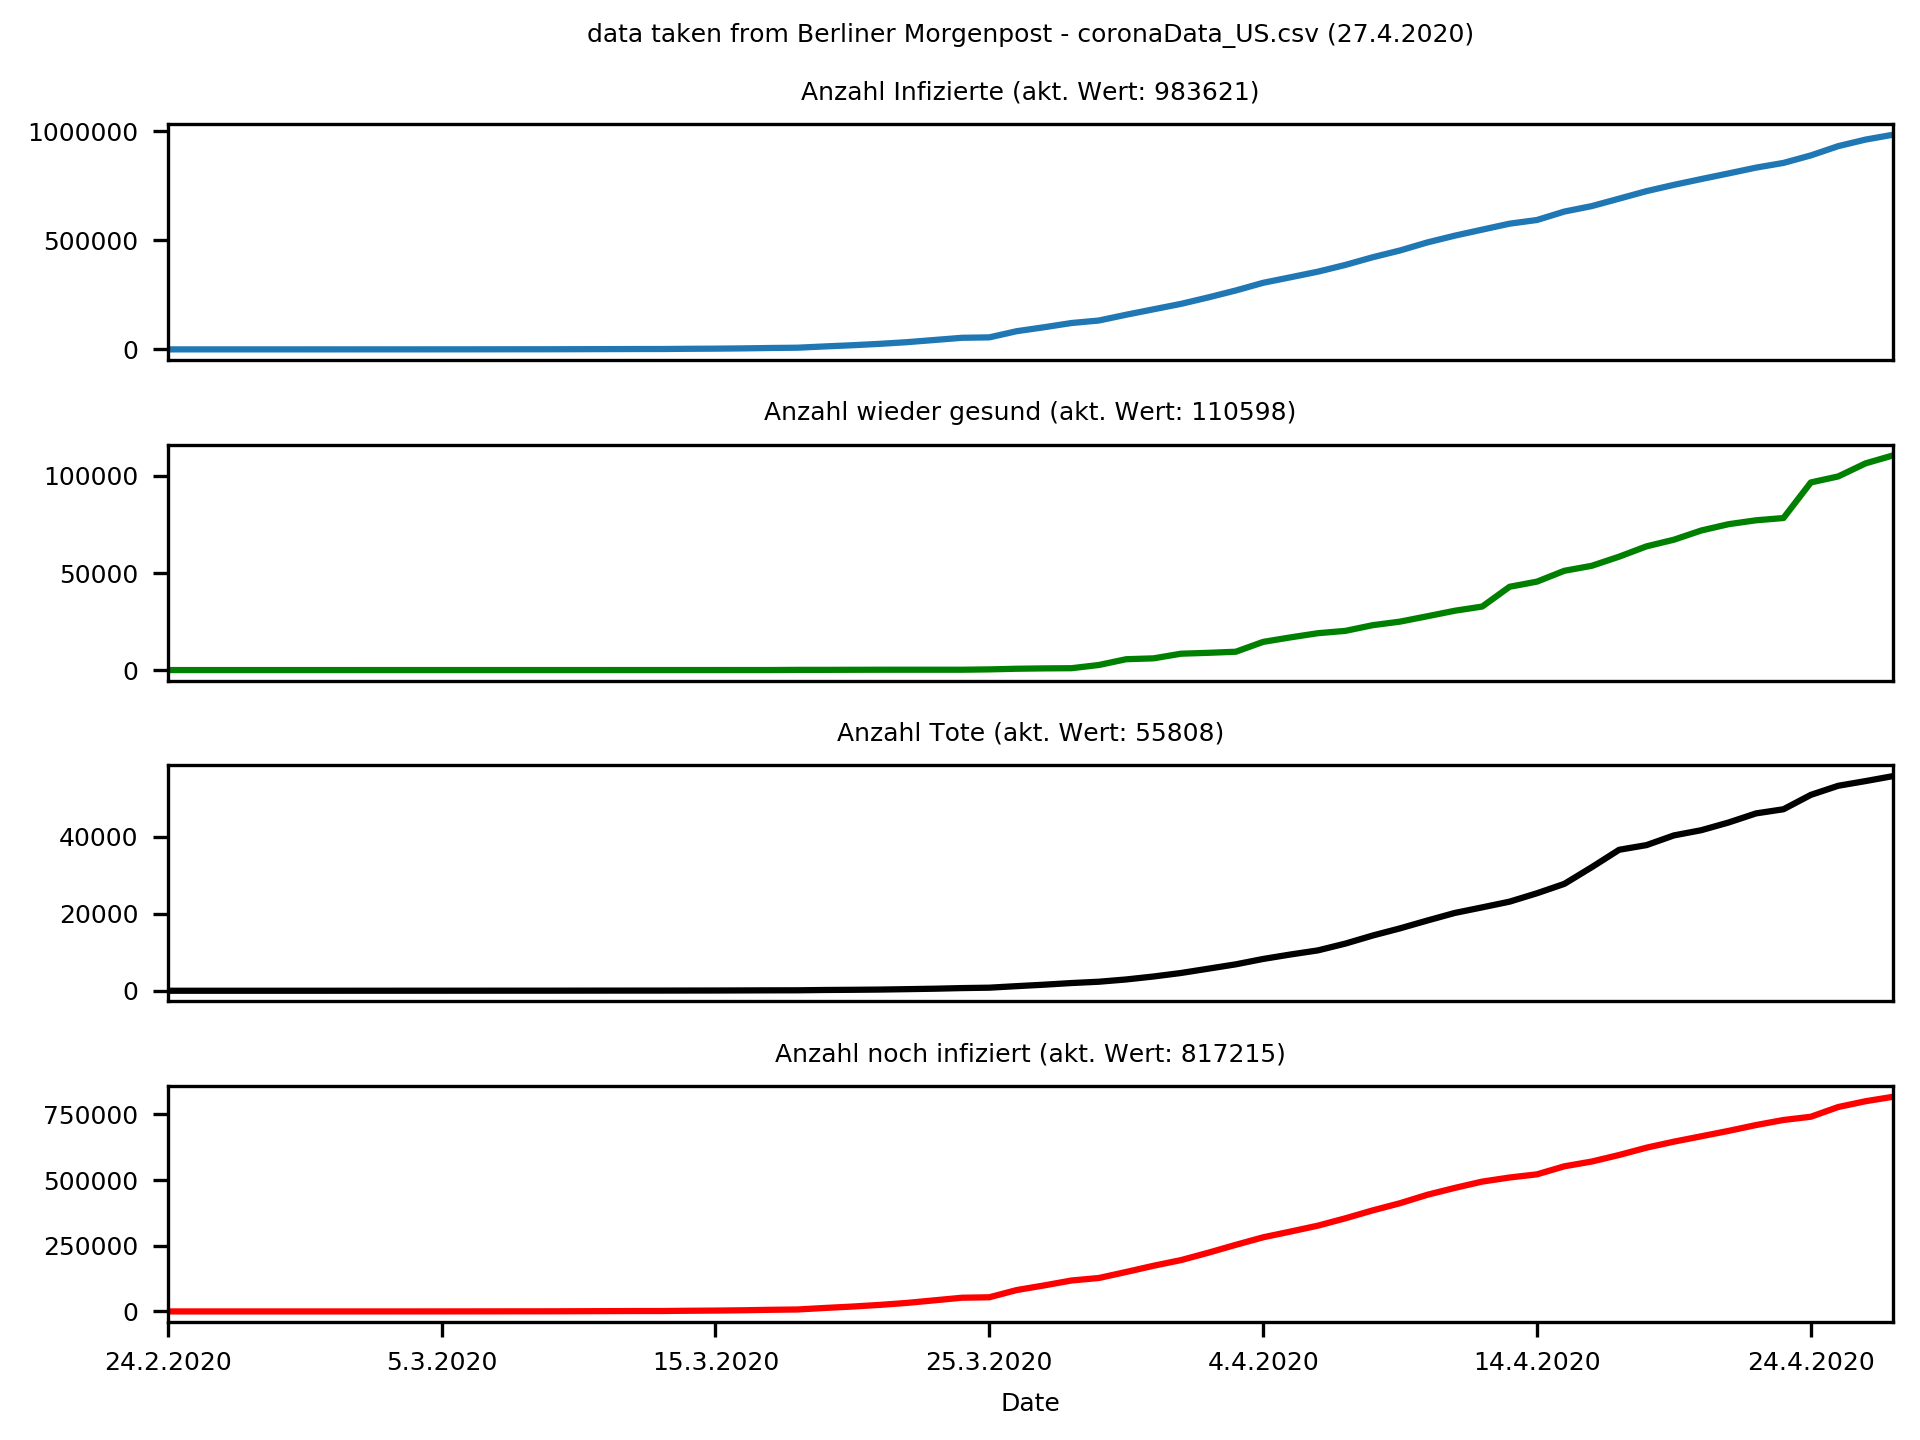 data taken from Berliner Morgenpost - coronaData_US.csv (27.4.2020)
Anzahl Infizierte (akt. Wert: 983621)
1000000
500000
0
Anzahl wieder gesund (akt. Wert: 110598)
100000
50000
0
Anzahl Tote (akt. Wert: 55808)
40000
20000
0
Anzahl noch infiziert (akt. Wert: 817215)
750000
500000
250000
0
24.2.2020 5.3.2020 15.3.2020 25.3.2020 4.4.2020 14.4.2020 24.4.2020
Date